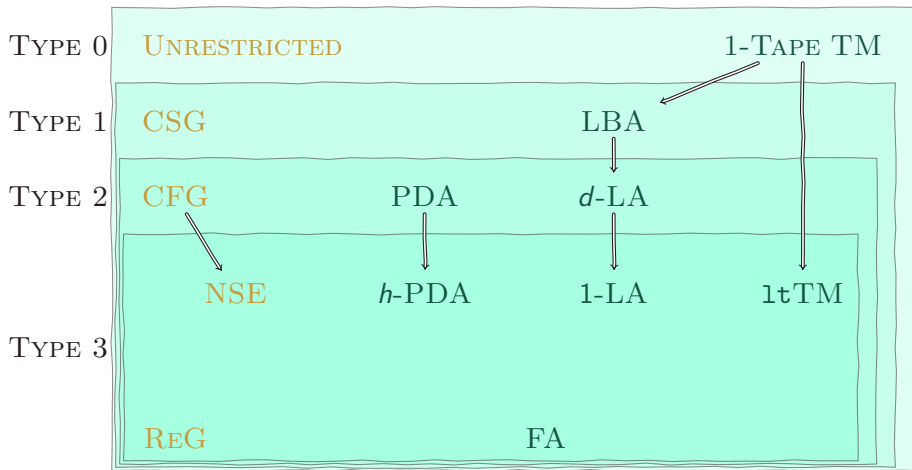 TYPE 0 UNRESTRICTED 1-TAPE TM
TYPE 1 CSG LBA
TYPE 2 CFG PDA d-LA
NSE h-PDA 1-LA ltTM
TYPE 3
REG FA